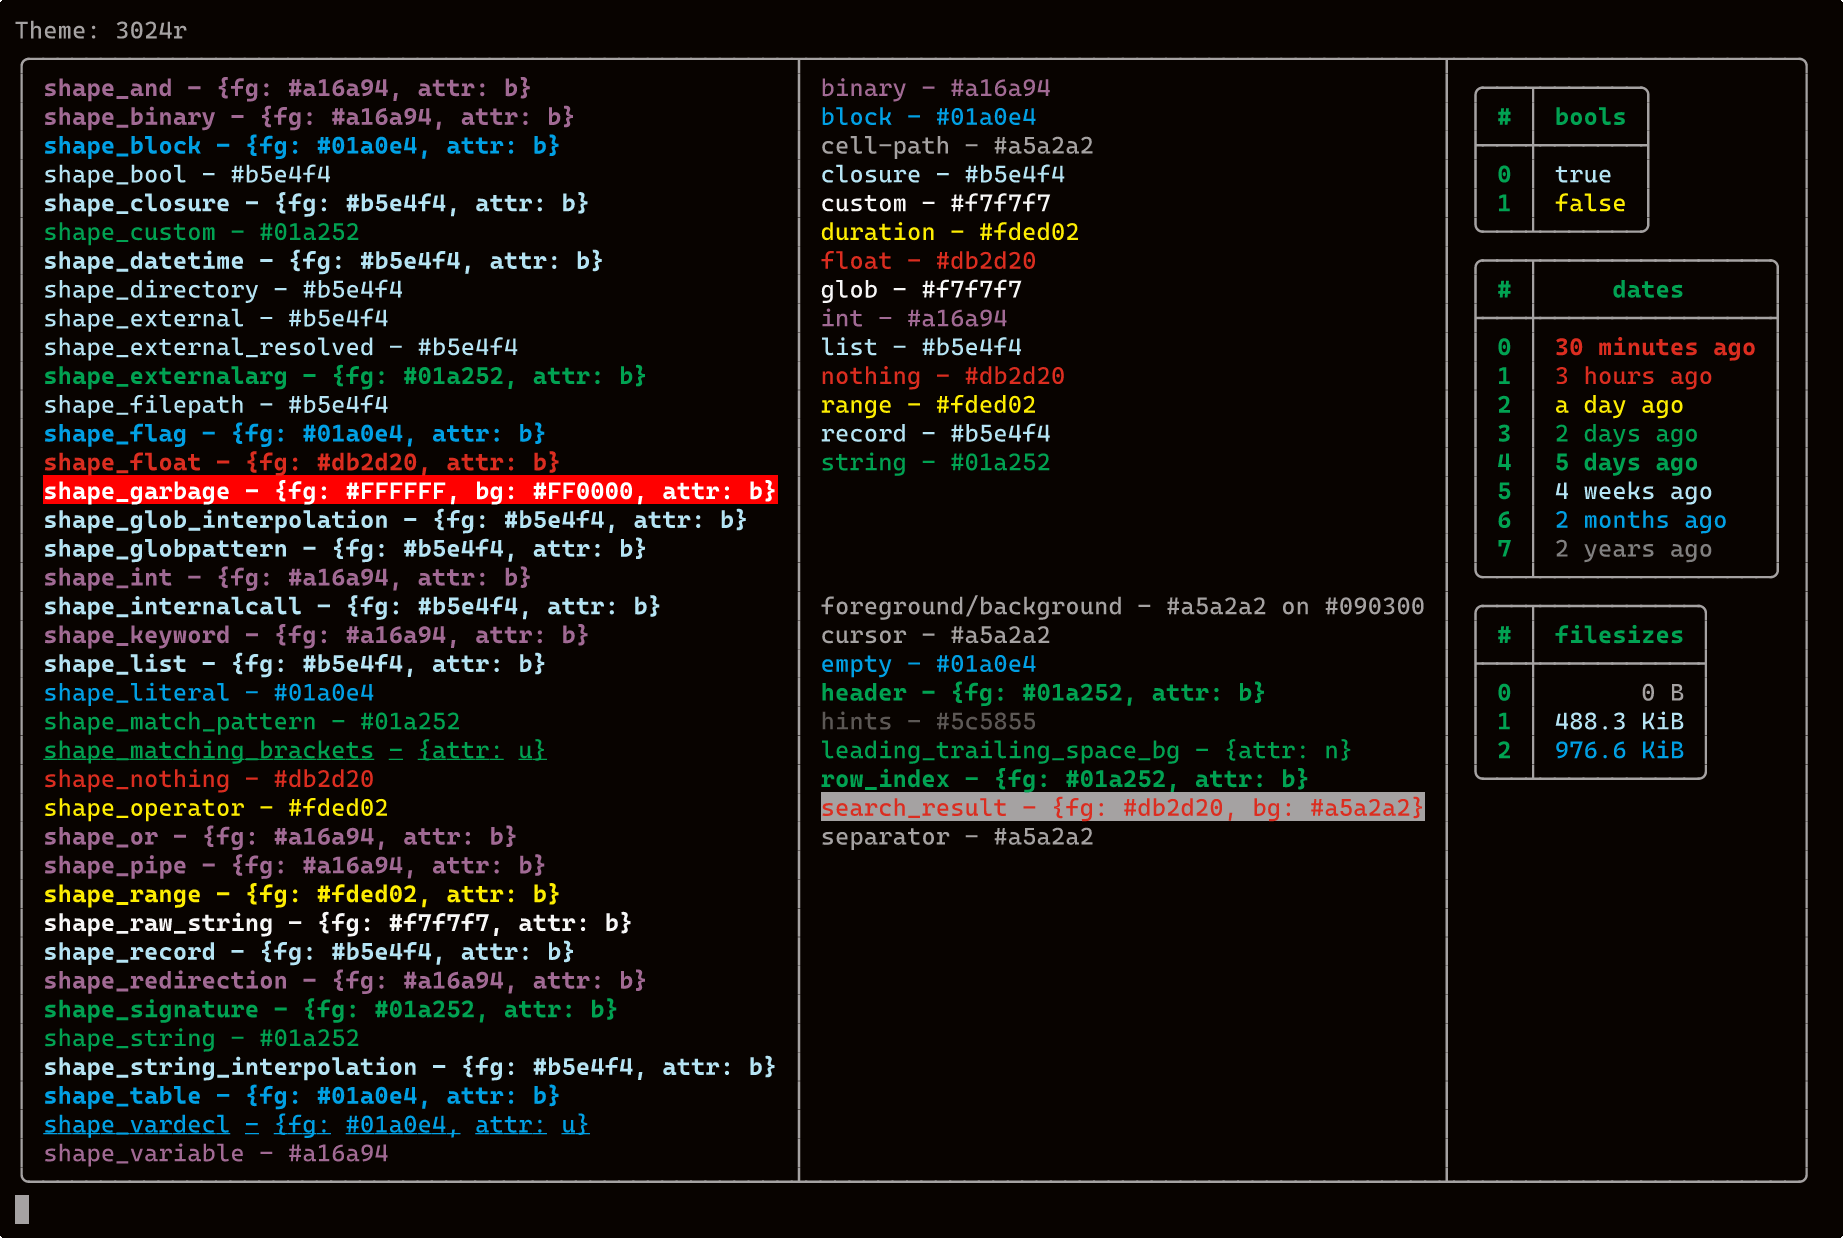 Theme: 3024r
shape_and - {fg: #a16a94, attr: b}
shape_binary - {fg: #a16a94, attr: b}
shape_block - {fg: #01a0e4, attr: b}
shape_bool - #b5e4f4
shape_closure - {fg: #b5e4f4, attr: b}
shape_custom - #01a252
shape_datetime - {fg: #b5e4f4, attr: b}
shape_directory - #b5e4f4
shape_external - #b5e4f4
shape_external_resolved - #b5e4f4
shape_externalarg - {fg: #01a252, attr: b}
shape_filepath - #b5e4f4
shape_flag - {fg: #01a0e4, attr: b}
shape_float - {fg: #db2d20, attr: b}
shape_garbage - {fg: #FFFFFF, bg: #FF0000, attr: b}
shape_glob_interpolation - {fg: #b5e4f4, attr: b}
shape_globpattern - {fg: #b5e4f4, attr: b}
shape_int - {fg: #a16a94, attr: b}
shape_internalcall - {fg: #b5e4f4, attr: b}
shape_keyword - {fg: #a16a94, attr: b}
shape_list - {fg: #b5e4f4, attr: b}
shape_literal - #01a0e4
shape_match_pattern - #01a252
shape_matching_brackets - {attr: u}
shape_nothing - #db2d20
shape_operator - #fded02
shape_or - {fg: #a16a94, attr: b}
shape_pipe - {fg: #a16a94, attr: b}
shape_range - {fg: #fded02, attr: b}
shape_raw_string - {fg: #f7f7f7, attr: b}
shape_record - {fg: #b5e4f4, attr: b}
shape_redirection - {fg: #a16a94, attr: b}
shape_signature - {fg: #01a252, attr: b}
shape_string - #01a252
shape_string_interpolation - {fg: #b5e4f4, attr: b}
shape_table - {fg: #01a0e4, attr: b}
shape_vardecl - {fg: #01a0e4, attr: u}
shape_variable - #a16a94
binary - #a16a94
block - #01a0e4
cell-path - #a5a2a2
closure - #b5e4f4
custom - #f7f7f7
duration - #fded02
float - #db2d20
glob - #f7f7f7
int - #a16a94
list - #b5e4f4
nothing - #db2d20
range - #fded02
record - #b5e4f4
string - #01a252
foreground/background - #a5a2a2 on #090300
cursor - #a5a2a2
empty - #01a0e4
header - {fg: #01a252, attr: b}
hints - #5c5855
leading_trailing_space_bg - {attr: n}
row_index - {fg: #01a252, attr: b}
search_result - {fg: #db2d20, bg: #a5a2a2}
separator - #a5a2a2
# bools
0 true
1 false
# dates
0 30 minutes ago
1 3 hours ago
2 a day ago
3 2 days ago
4 5 days ago
5 4 weeks ago
6 2 months ago
7 2 years ago
# filesizes
0 0 B
1 488.3 KiB
2 976.6 KiB